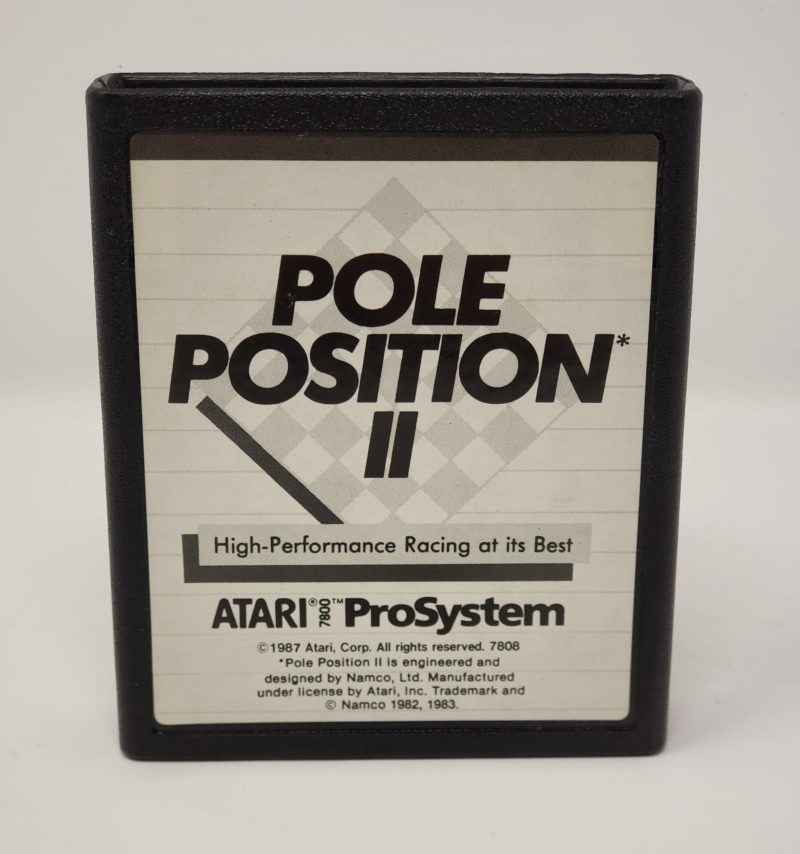 POLE
POSITION*
II
High-Performance Racing at its Best
ATARI® 7800™ ProSystem
©1987 Atari, Corp. All rights reserved. 7808
*Pole Position II is engineered and
designed by Namco, Ltd. Manufactured
under license by Atari, Inc. Trademark and
© Namco 1982, 1983.